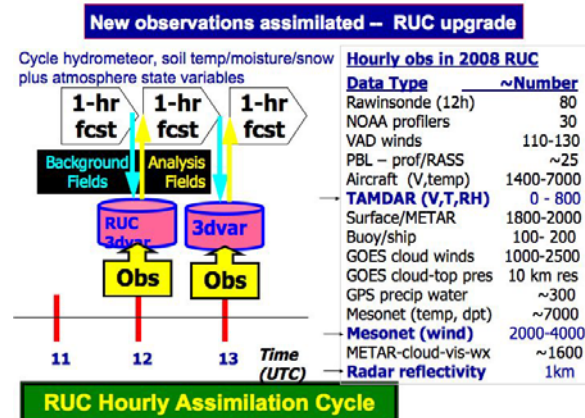 New observations assimilated -- RUC upgrade
Cycle hydrometeor, soil temp/moisture/snow
plus atmosphere state variables
1-hr
fcst
1-hr
fcst
1-hr
fcst
Background
Fields
Analysis
Fields
RUC
3dvar
3dvar
Obs
Obs
11
12
13
Time
(UTC)
RUC Hourly Assimilation Cycle
Hourly obs in 2008 RUC
Data Type ~Number
Rawinsonde (12h) 80
NOAA profilers 30
VAD winds 110-130
PBL – prof/RASS ~25
Aircraft (V,temp) 1400-7000
TAMDAR (V,T,RH) 0 - 800
Surface/METAR 1800-2000
Buoy/ship 100- 200
GOES cloud winds 1000-2500
GOES cloud-top pres 10 km res
GPS precip water ~300
Mesonet (temp, dpt) ~7000
Mesonet (wind) 2000-4000
METAR-cloud-vis-wx ~1600
Radar reflectivity 1km